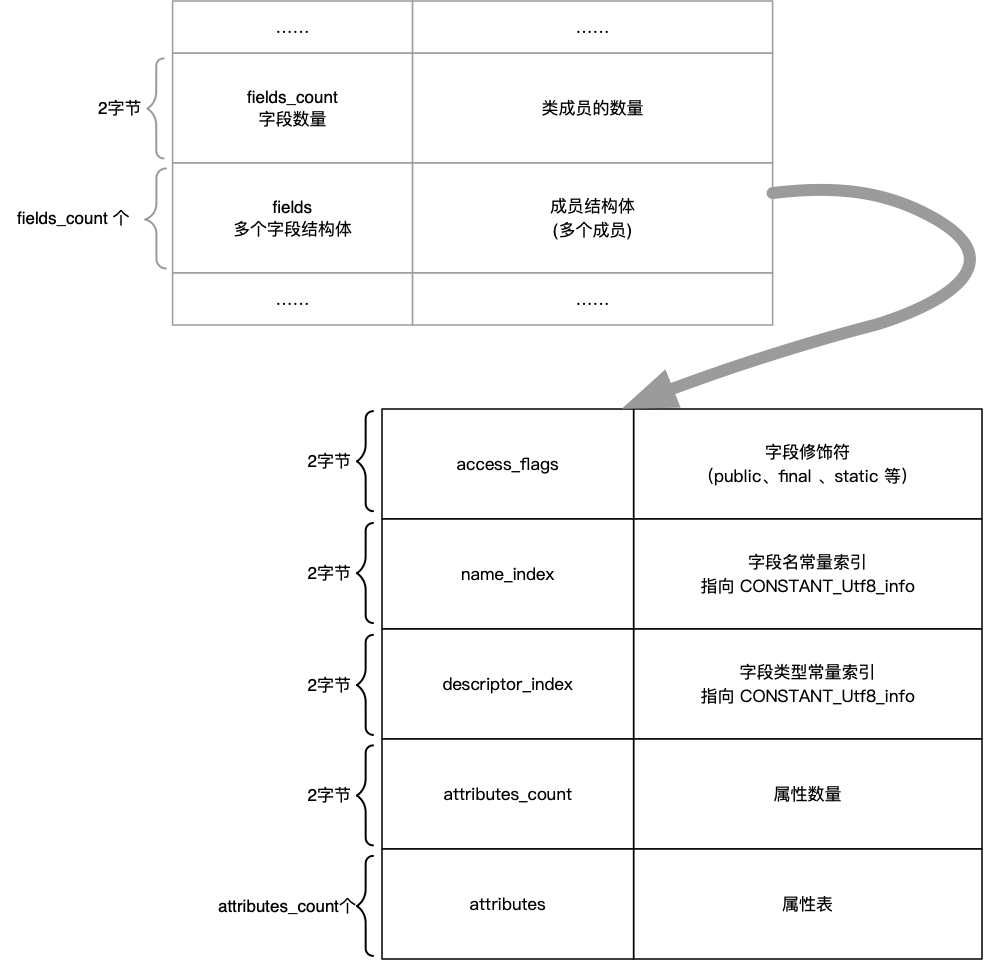 ……
……
2字节
fields_count
字段数量
类成员的数量
fields_count 个
fields
多个字段结构体
成员结构体
(多个成员)
……
……
2字节
access_flags
字段修饰符
（public、final 、static 等）
2字节
name_index
字段名常量索引
指向 CONSTANT_Utf8_info
2字节
descriptor_index
字段类型常量索引
指向 CONSTANT_Utf8_info
2字节
attributes_count
属性数量
attributes_count个
attributes
属性表